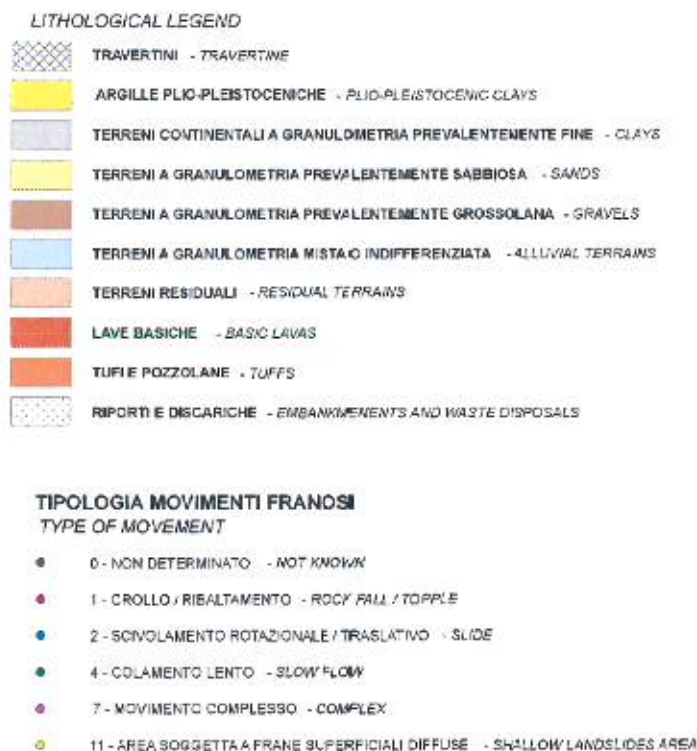 LITHOLOGICAL LEGEND
TRAVERTINI - TRAVERTINE
ARGILLE PLIO-PLEISTOCENICHE - PLIO-PLEISTOCENIC CLAYS
TERRENI CONTINENTALI A GRANULOMETRIA PREVALENTEMENTE FINE - CLAYS
TERRENI A GRANULOMETRIA PREVALENTEMENTE SABBIOSA - SANDS
TERRENI A GRANULOMETRIA PREVALENTEMENTE GROSSOLANA - GRAVELS
TERRENI A GRANULOMETRIA MISTA O INDIFFERENZIATA - ALLUVIAL TERRAINS
TERRENI RESIDUALI - RESIDUAL TERRAINS
LAVE BASICHE - BASIC LAVAS
TUFI E POZZOLANE - TUFFS
RIPORTI E DISCARICHE - EMBANKMENENTS AND WASTE DISPOSALS
TIPOLOGIA MOVIMENTI FRANOSI
TYPE OF MOVEMENT
0 - NON DETERMINATO - NOT KNOWN
1 - CROLLO / RIBALTAMENTO - ROCK FALL / TOPPLE
2 - SCIVOLAMENTO ROTAZIONALE / TRASLATIVO - SLIDE
4 - COLAMENTO LENTO - SLOW FLOW
7 - MOVIMENTO COMPLESSO - COMPLEX
11 - AREA SOGGETTA A FRANE SUPERFICIALI DIFFUSE - SHALLOW LANDSLIDES AREA